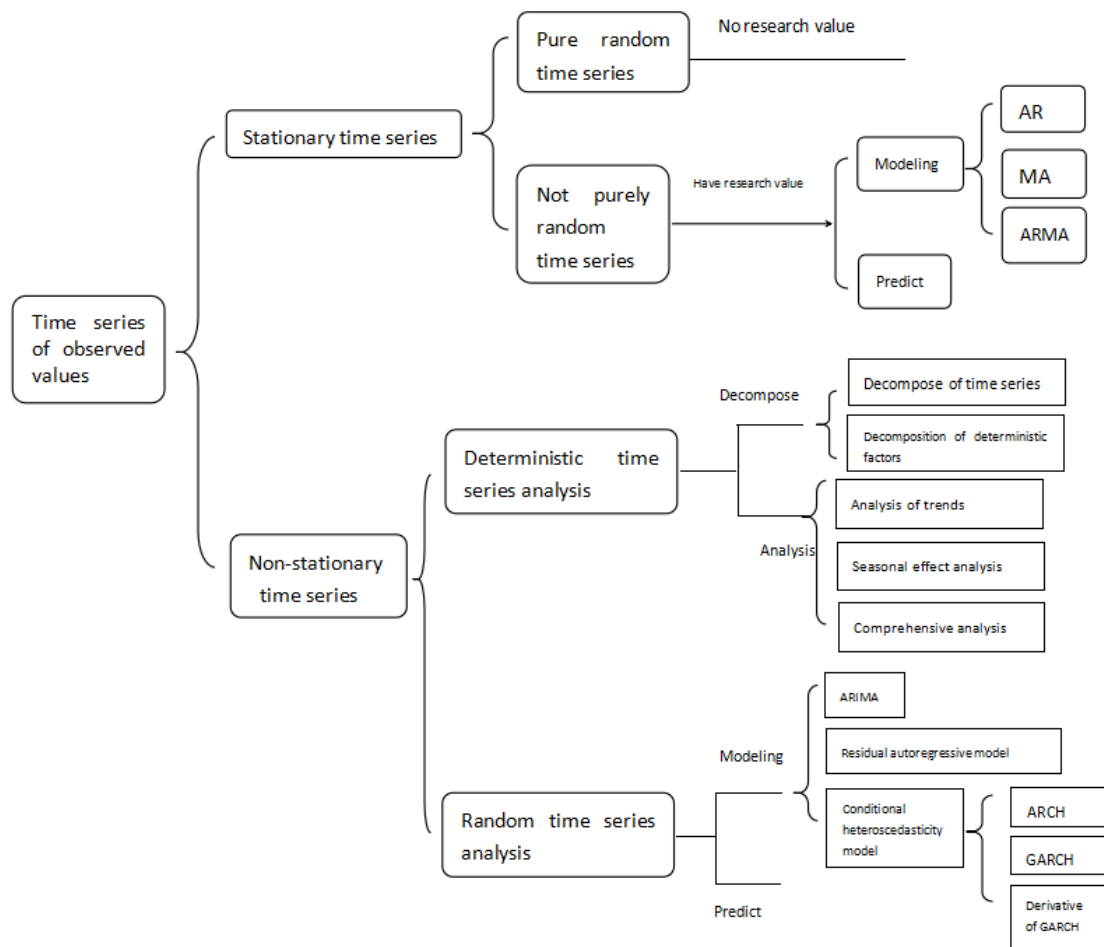 Pure random
time series
No research value
Stationary time series
AR
Modeling
MA
Not purely
random
time series
Have research value
ARMA
Predict
Time series
of observed
values
Decompose
Decompose of time series
Decomposition of deterministic
factors
Deterministic time
series analysis
Analysis of trends
Analysis
Seasonal effect analysis
Comprehensive analysis
Non-stationary
time series
ARIMA
Modeling
Residual autoregressive model
Conditional
heteroscedasticity
model
ARCH
GARCH
Derivative
of GARCH
Random time series
analysis
Predict